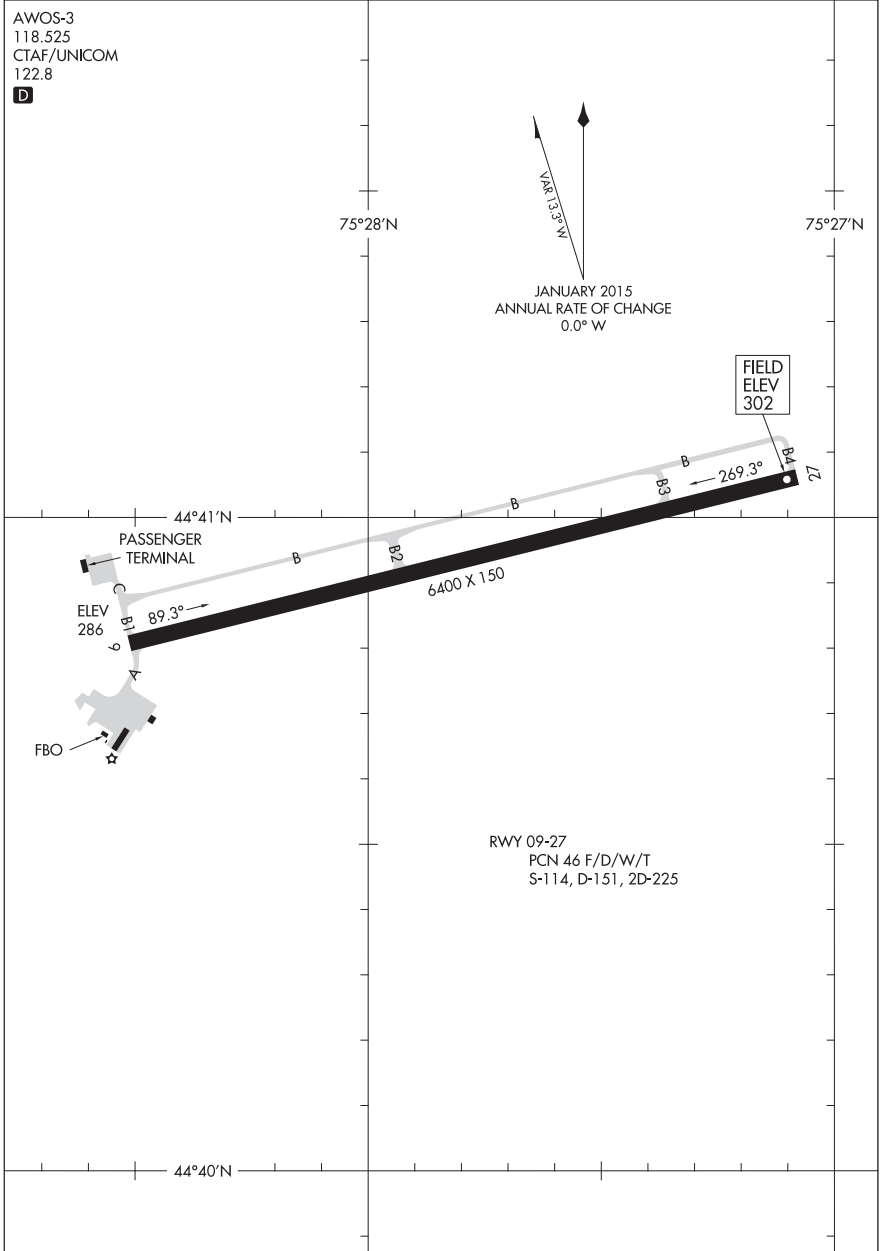 AWOS-3
118.525
CTAF/UNICOM
122.8
D
VAR 13.3° W
75°28'N
75°27'N
JANUARY 2015
ANNUAL RATE OF CHANGE
0.0° W
FIELD
ELEV
302
B
B4
27
269.3°
B3
B
44°41'N
PASSENGER
TERMINAL
B
B2
6400 X 150
C
ELEV
286
B1
89.3°
9
A
FBO
RWY 09-27
PCN 46 F/D/W/T
S-114, D-151, 2D-225
44°40'N